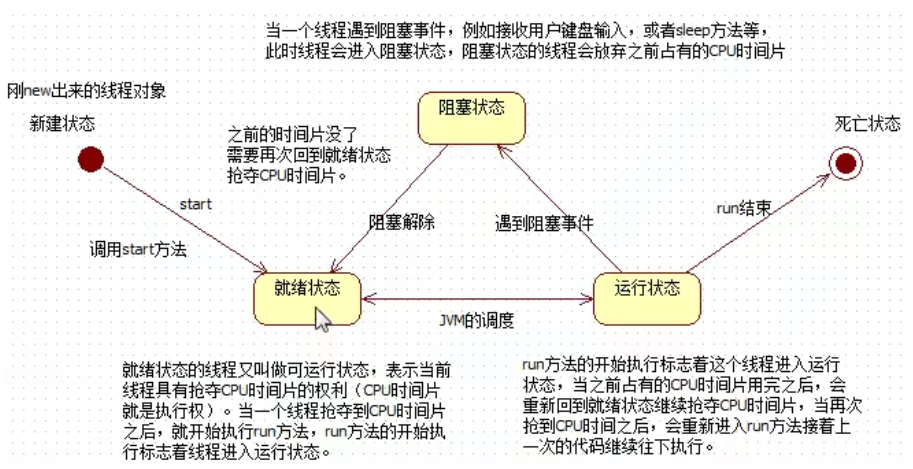 当一个线程遇到阻塞事件，例如接收用户键盘输入，或者sleep方法等，
此时线程会进入阻塞状态，阻塞状态的线程会放弃之前占有的CPU时间片
刚new出来的线程对象
新建状态
阻塞状态
死亡状态
之前的时间片没了
需要再次回到就绪状态
抢夺CPU时间片。
start
run结束
阻塞解除
遇到阻塞事件
调用start方法
就绪状态
运行状态
JVM的调度
就绪状态的线程又叫做可运行状态，表示当前
线程具有抢夺CPU时间片的权利（CPU时间片
就是执行权）。当一个线程抢夺到CPU时间片
之后，就开始执行run方法，run方法的开始执
行标志着线程进入运行状态。
run方法的开始执行标志着这个线程进入运行
状态，当之前占有的CPU时间片用完之后，会
重新回到就绪状态继续抢夺CPU时间片，当再次
抢到CPU时间之后，会重新进入run方法接着上
一次的代码继续往下执行。